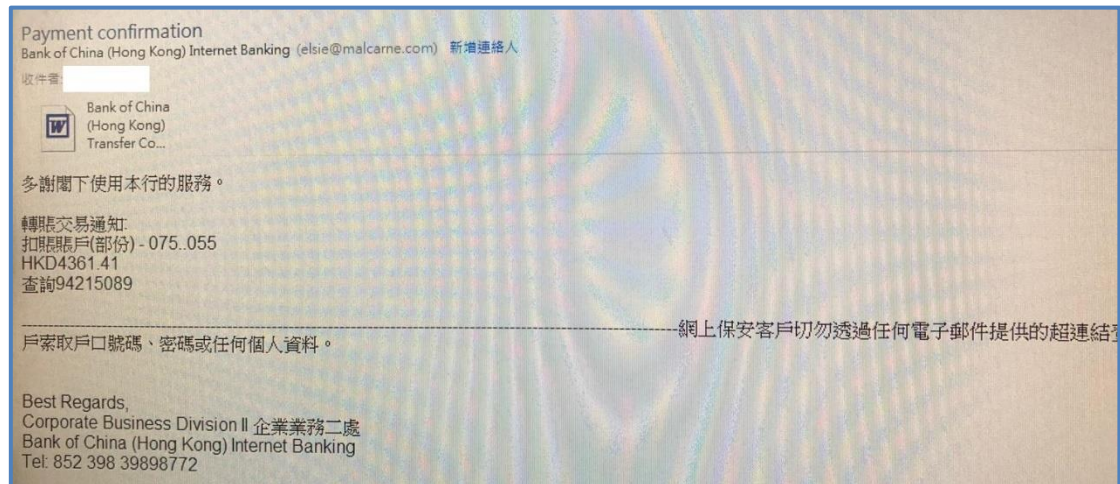 Payment confirmation
Bank of China (Hong Kong) Internet Banking (elsie@malcarne.com) 新增連絡人
收件者:
Bank of China
(Hong Kong)
Transfer Co...
多謝閣下使用本行的服務。
轉賬交易通知:
扣賬賬戶(部份) - 075..055
HKD4361.41
查詢94215089
網上保安客戶切勿透過任何電子郵件提供的超連結
戶索取戶口號碼、密碼或任何個人資料。
Best Regards,
Corporate Business Division II 企業業務二處
Bank of China (Hong Kong) Internet Banking
Tel: 852 398 39898772